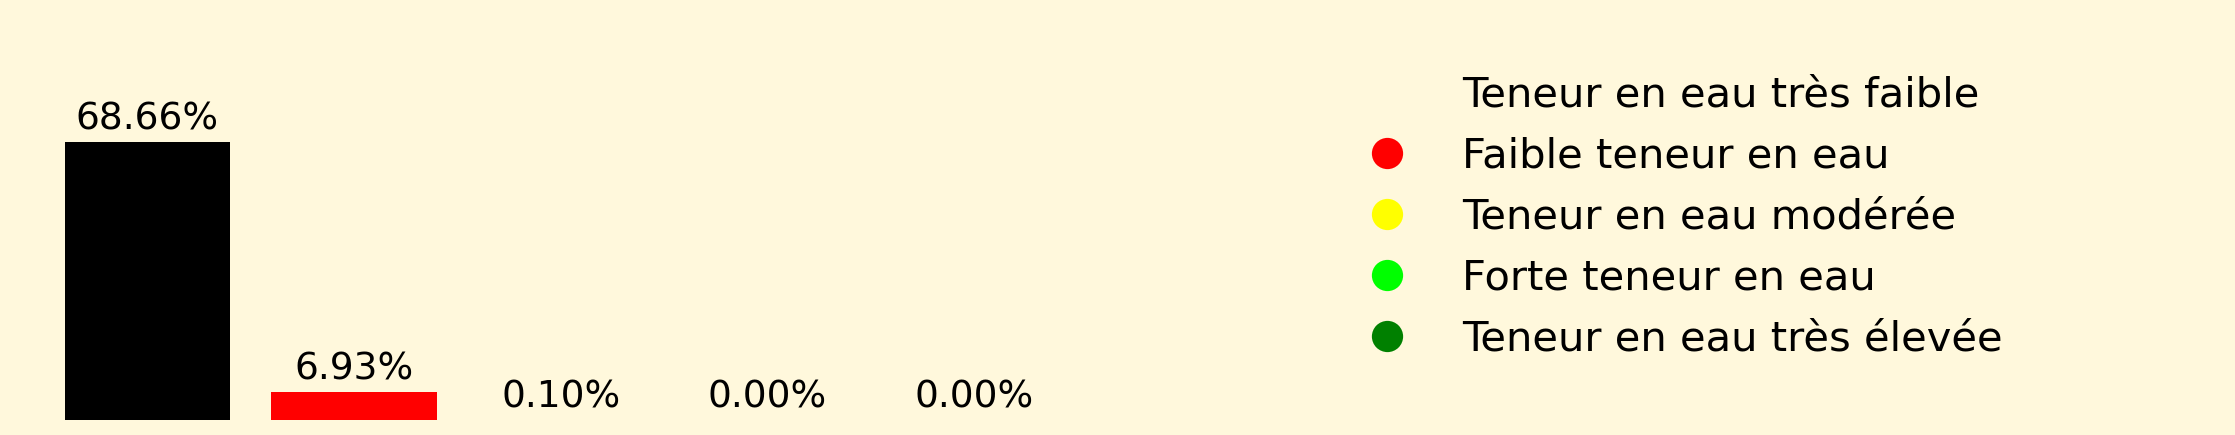 68.66%
6.93%
0.10%
0.00%
0.00%
Teneur en eau très faible
Faible teneur en eau
Teneur en eau modérée
Forte teneur en eau
Teneur en eau très élevée